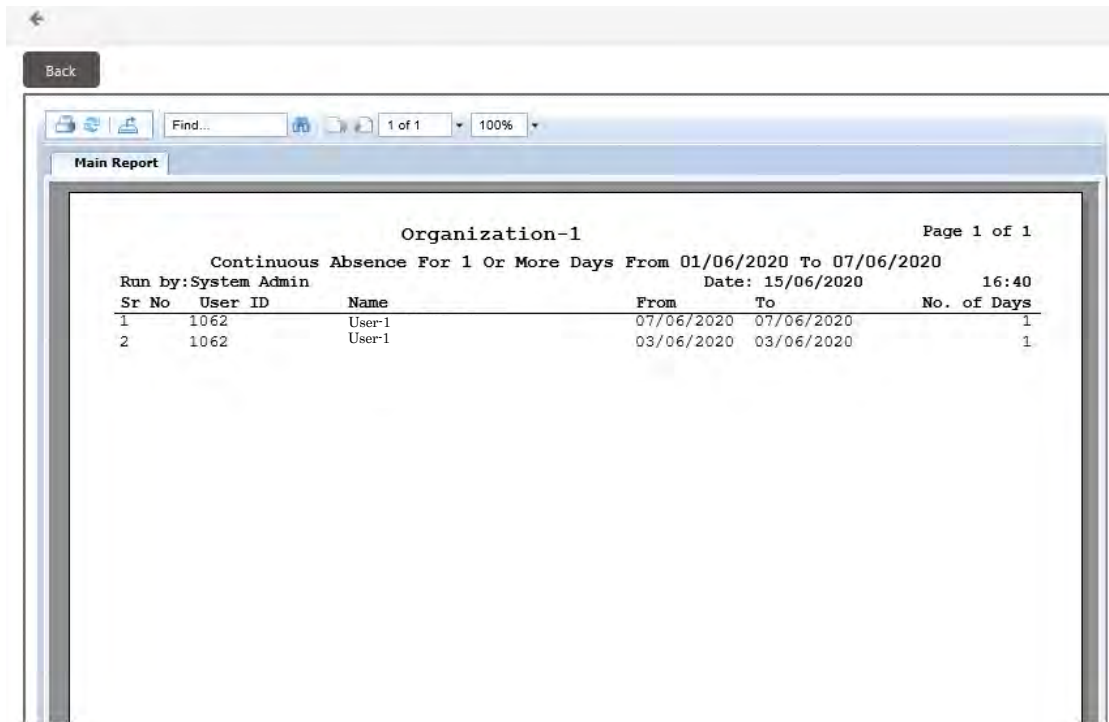 Back
Find... 1 of 1 100%
Main Report
Organization-1 Page 1 of 1
Continuous Absence For 1 Or More Days From 01/06/2020 To 07/06/2020
Run by:System Admin Date: 15/06/2020 16:40
Sr No User ID Name From To No. of Days
1 1062 User-1 07/06/2020 07/06/2020 1
2 1062 User-1 03/06/2020 03/06/2020 1